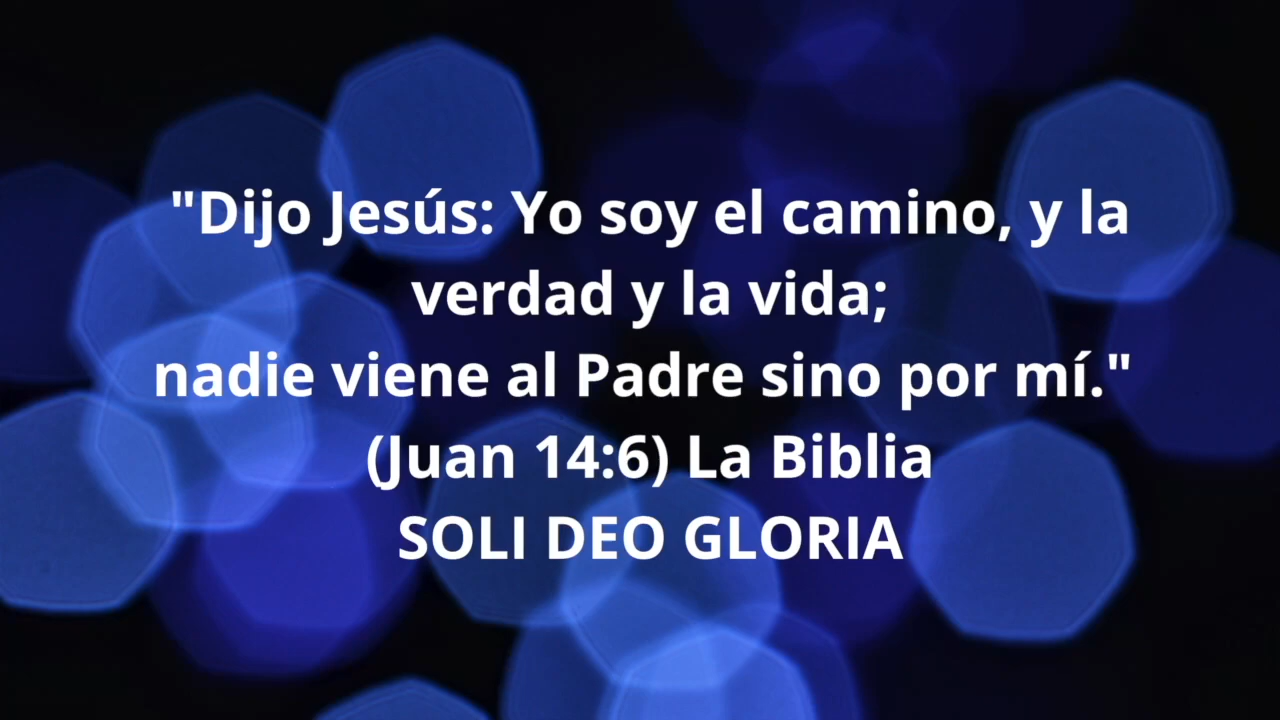 "Dijo Jesús: Yo soy el camino, y la
verdad y la vida;
nadie viene al Padre sino por mí."
(Juan 14:6) La Biblia
SOLI DEO GLORIA